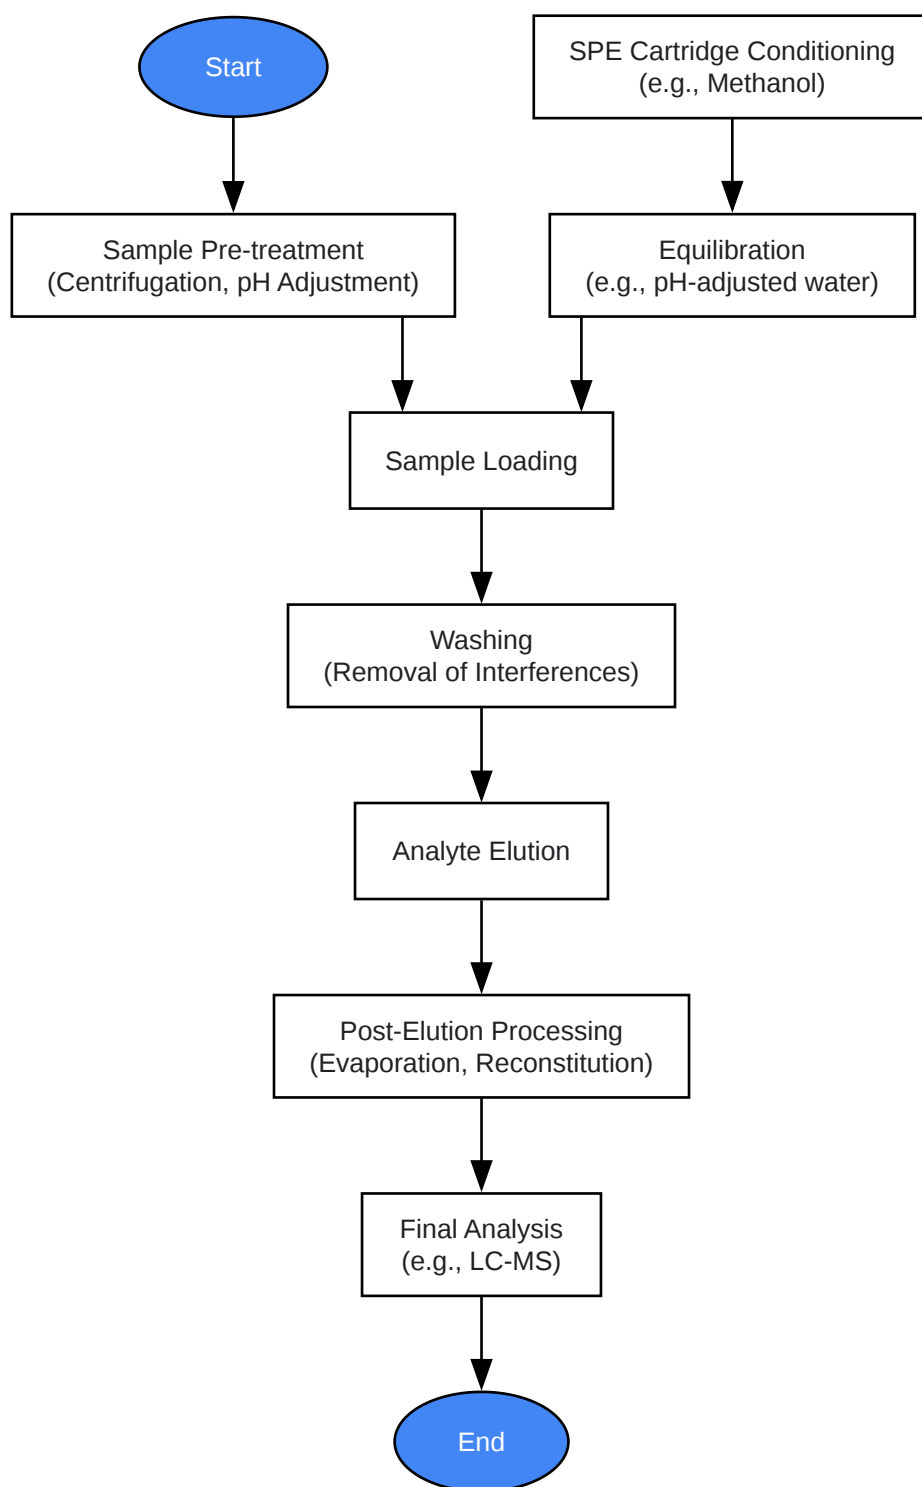 Start
SPE Cartridge Conditioning
(e.g., Methanol)
Sample Pre-treatment
(Centrifugation, pH Adjustment)
Equilibration
(e.g., pH-adjusted water)
Sample Loading
Washing
(Removal of Interferences)
Analyte Elution
Post-Elution Processing
(Evaporation, Reconstitution)
Final Analysis
(e.g., LC-MS)
End